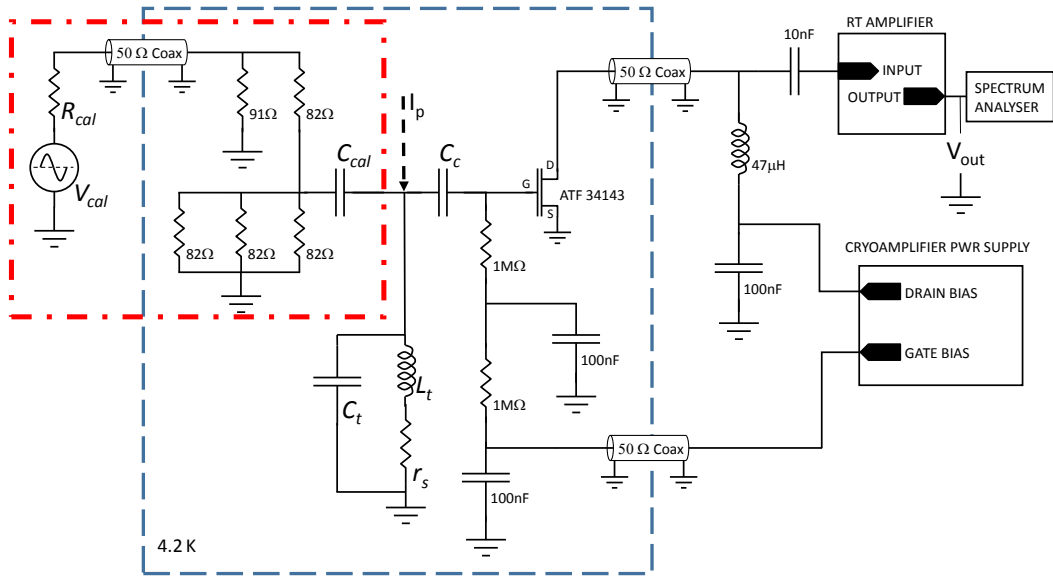 RT AMPLIFIER
10nF
50 Ω Coax
50 Ω Coax
INPUT
OUTPUT
SPECTRUM
ANALYSER
R_cal
91Ω
82Ω
I_p
47µH
V_out
C_cal
C_c
D
G
S
ATF 34143
V_cal
82Ω
82Ω
82Ω
1MΩ
CRYOAMPLIFIER PWR SUPPLY
100nF
DRAIN BIAS
100nF
GATE BIAS
L_t
C_t
1MΩ
50 Ω Coax
r_s
100nF
4.2 K